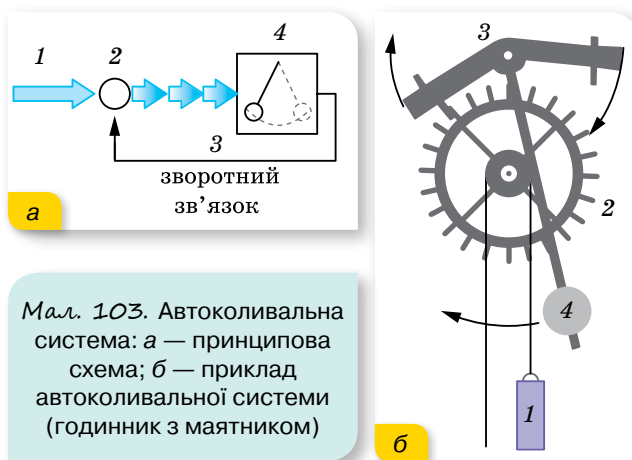 1
2
4
3
зворотний
зв’язок
а
Мал. 103. Автоколивальна
система: а — принципова
схема; б — приклад
автоколивальної системи
(годинник з маятником)
3
2
4
1
б